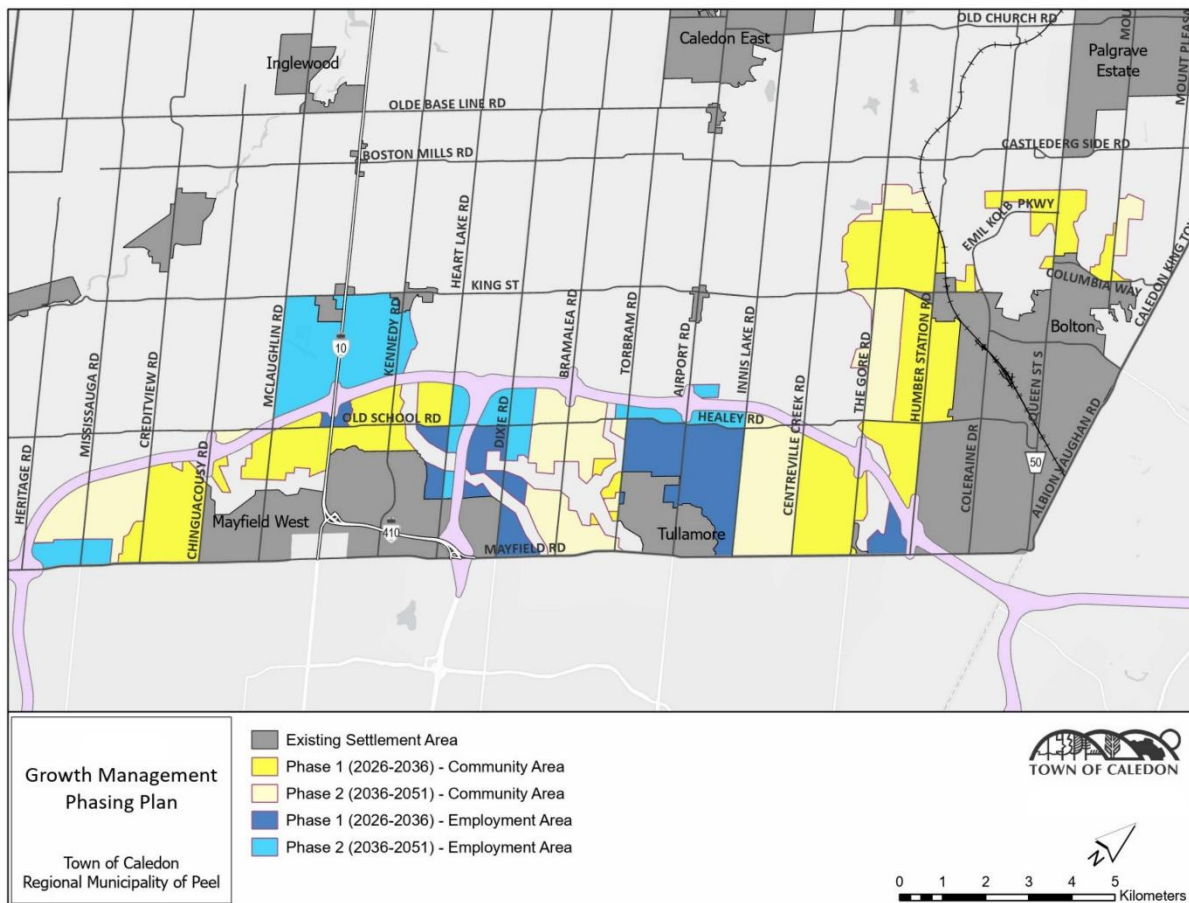 OLD CHURCH RD
Caledon East
Inglewood
Palgrave
Estate
MOUNT PLEAS
OLDE BASE LINE RD
BOSTON MILLS RD
CASTLEDERG SIDE RD
EMIL KOLB
PKWY
HEART LAKE RD
KING ST
COLUMBIA WAY
CALEDON KING TO
Bolton
MCLAUGHLIN RD
10
KENNEDY RD
BRAMALEA RD
TORBRAM RD
AIRPORT RD
INNIS LAKE RD
THE GORE RD
HUMBER STATION RD
QUEEN ST S
MISSISSAUGA RD
CREDITVIEW RD
OLD SCHOOL RD
DIXIE RD
HEALEY RD
CENTREVILLE CREEK RD
COLERAINE DR
50
ALBION VAUGHAN RD
HERITAGE RD
CHINGUACOUSY RD
Mayfield West
410
MAYFIELD RD
Tullamore
Growth Management
Phasing Plan
Town of Caledon
Regional Municipality of Peel
Existing Settlement Area
Phase 1 (2026-2036) - Community Area
Phase 2 (2036-2051) - Community Area
Phase 1 (2026-2036) - Employment Area
Phase 2 (2036-2051) - Employment Area
TOWN OF CALEDON
N
0 1 2 3 4 5
Kilometers